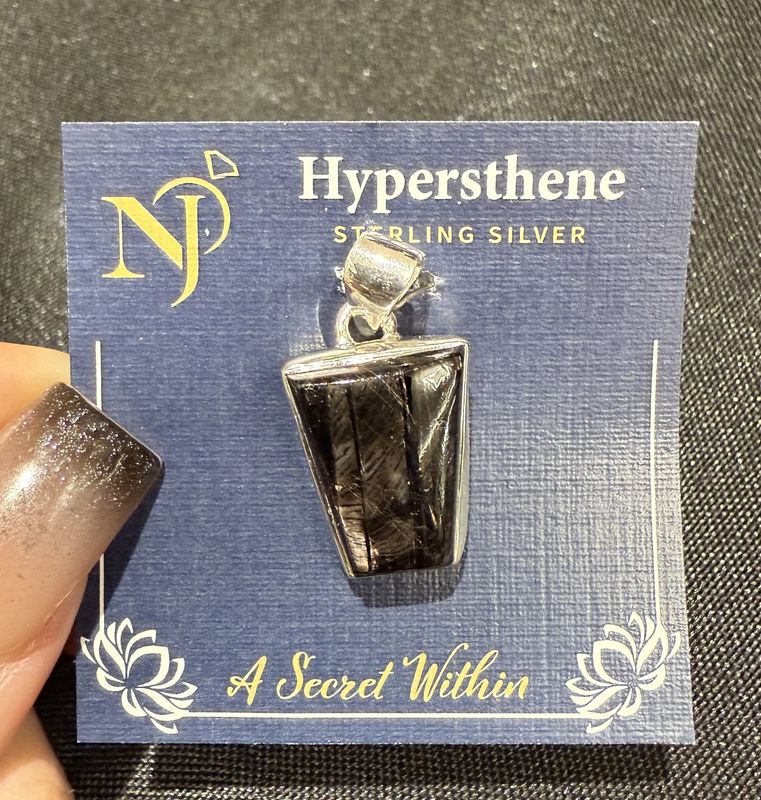 NJ
Hypersthene
STERLING SILVER
A Secret Within